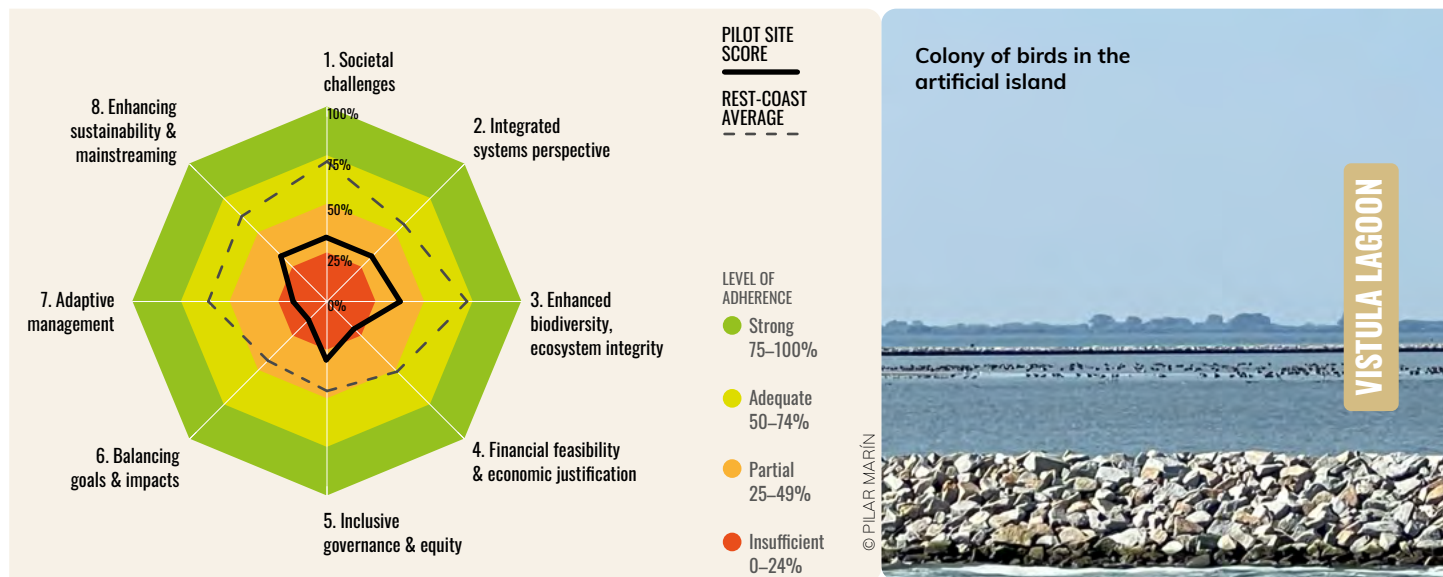 1. Societal
challenges
8. Enhancing
sustainability &
mainstreaming
2. Integrated
systems perspective
100%
75%
50%
25%
0%
7. Adaptive
management
3. Enhanced
biodiversity,
ecosystem integrity
6. Balancing
goals & impacts
4. Financial feasibility
& economic justification
5. Inclusive
governance & equity
PILOT SITE
SCORE
REST-COAST
AVERAGE
LEVEL OF
ADHERENCE
Strong
75–100%
Adequate
50–74%
Partial
25–49%
Insufficient
0–24%
© PILAR MARÍN
Colony of birds in the
artificial island
VISTULA LAGOON